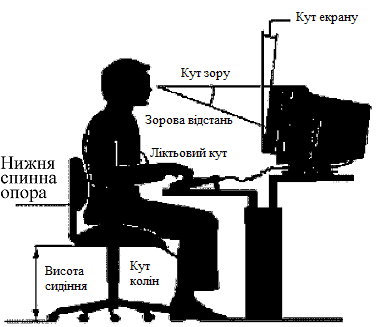 Кут екрану
Кут зору
Зорова відстань
Ліктьовий кут
Нижня
спинна
опора
Висота
сидіння
Кут
колін